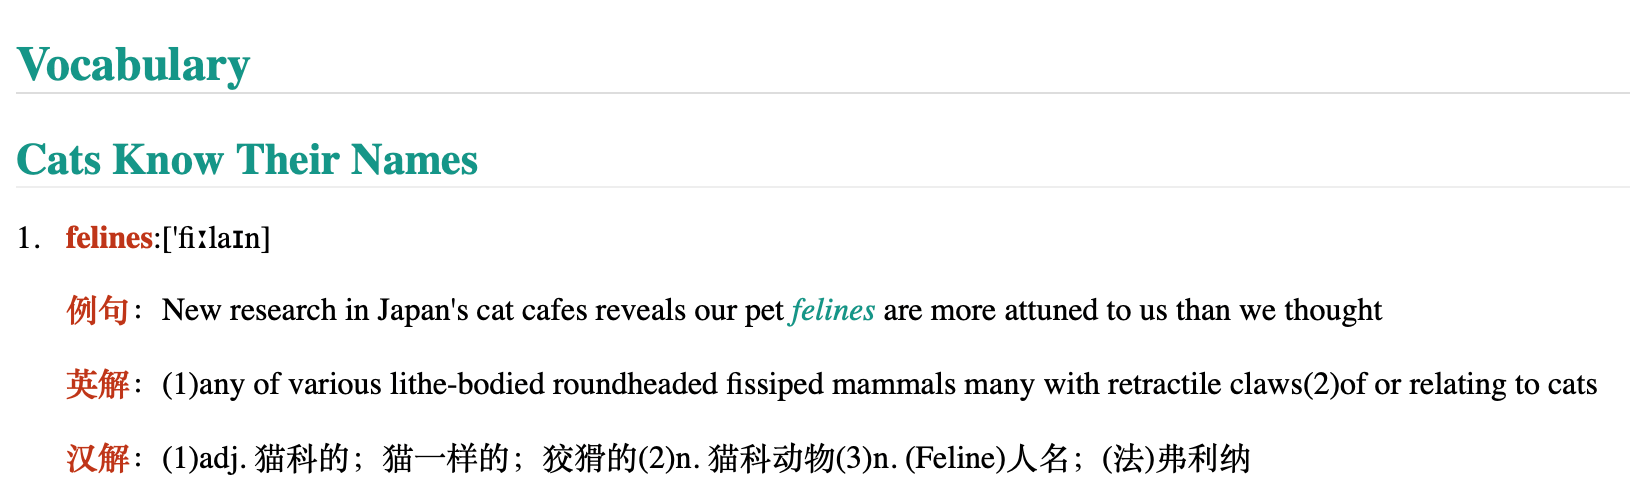 Vocabulary
Cats Know Their Names
1. felines:['fiːlaɪn]
例句：New research in Japan's cat cafes reveals our pet felines are more attuned to us than we thought
英解：(1)any of various lithe-bodied roundheaded fissiped mammals many with retractile claws(2)of or relating to cats
汉解：(1)adj. 猫科的；猫一样的；狡猾的(2)n. 猫科动物(3)n. (Feline)人名；(法)弗利纳